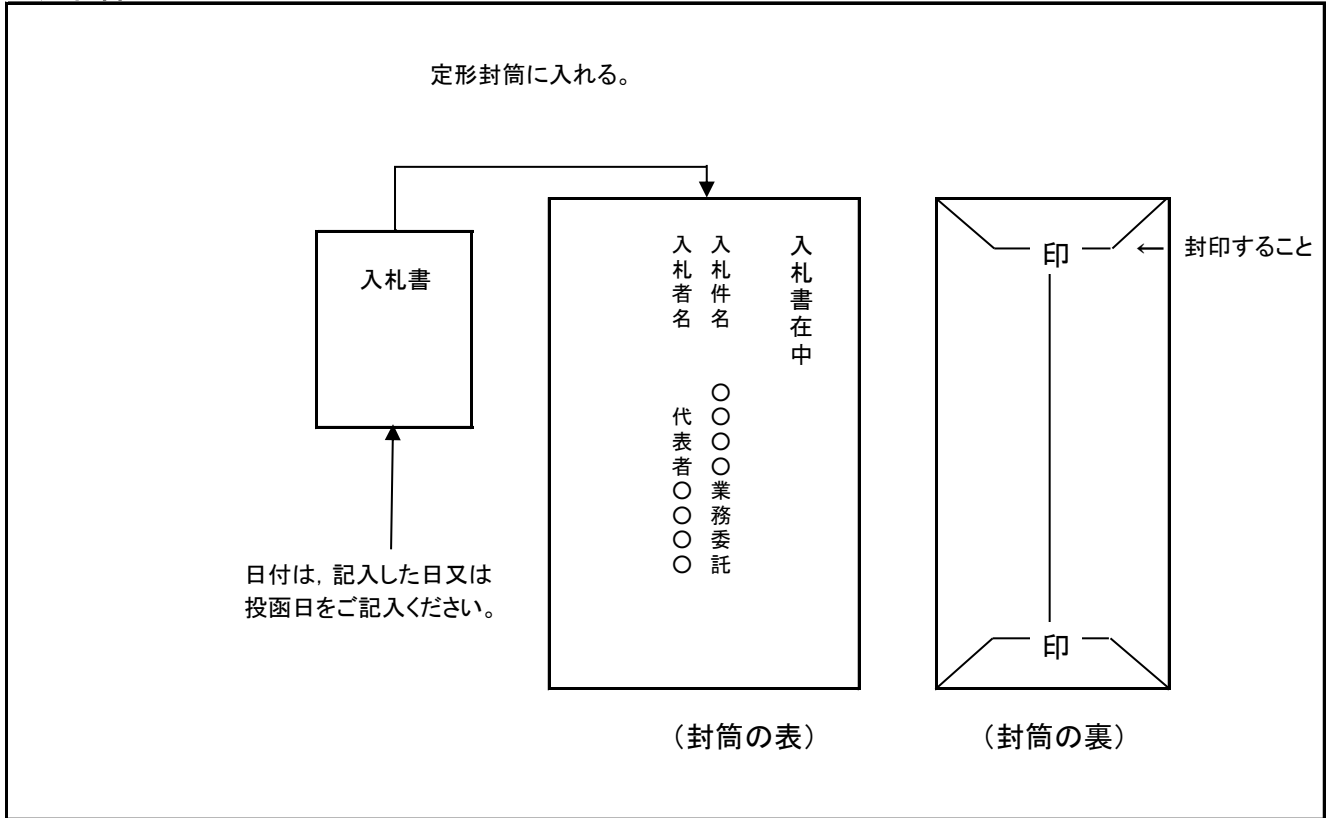 定形封筒に入れる。
入札書
日付は，記入した日又は
投函日をご記入ください。
入札書在中
入札件名　〇〇〇〇業務委託
入札者名　代表者〇〇〇〇
印
← 封印すること
印
（封筒の表）
（封筒の裏）